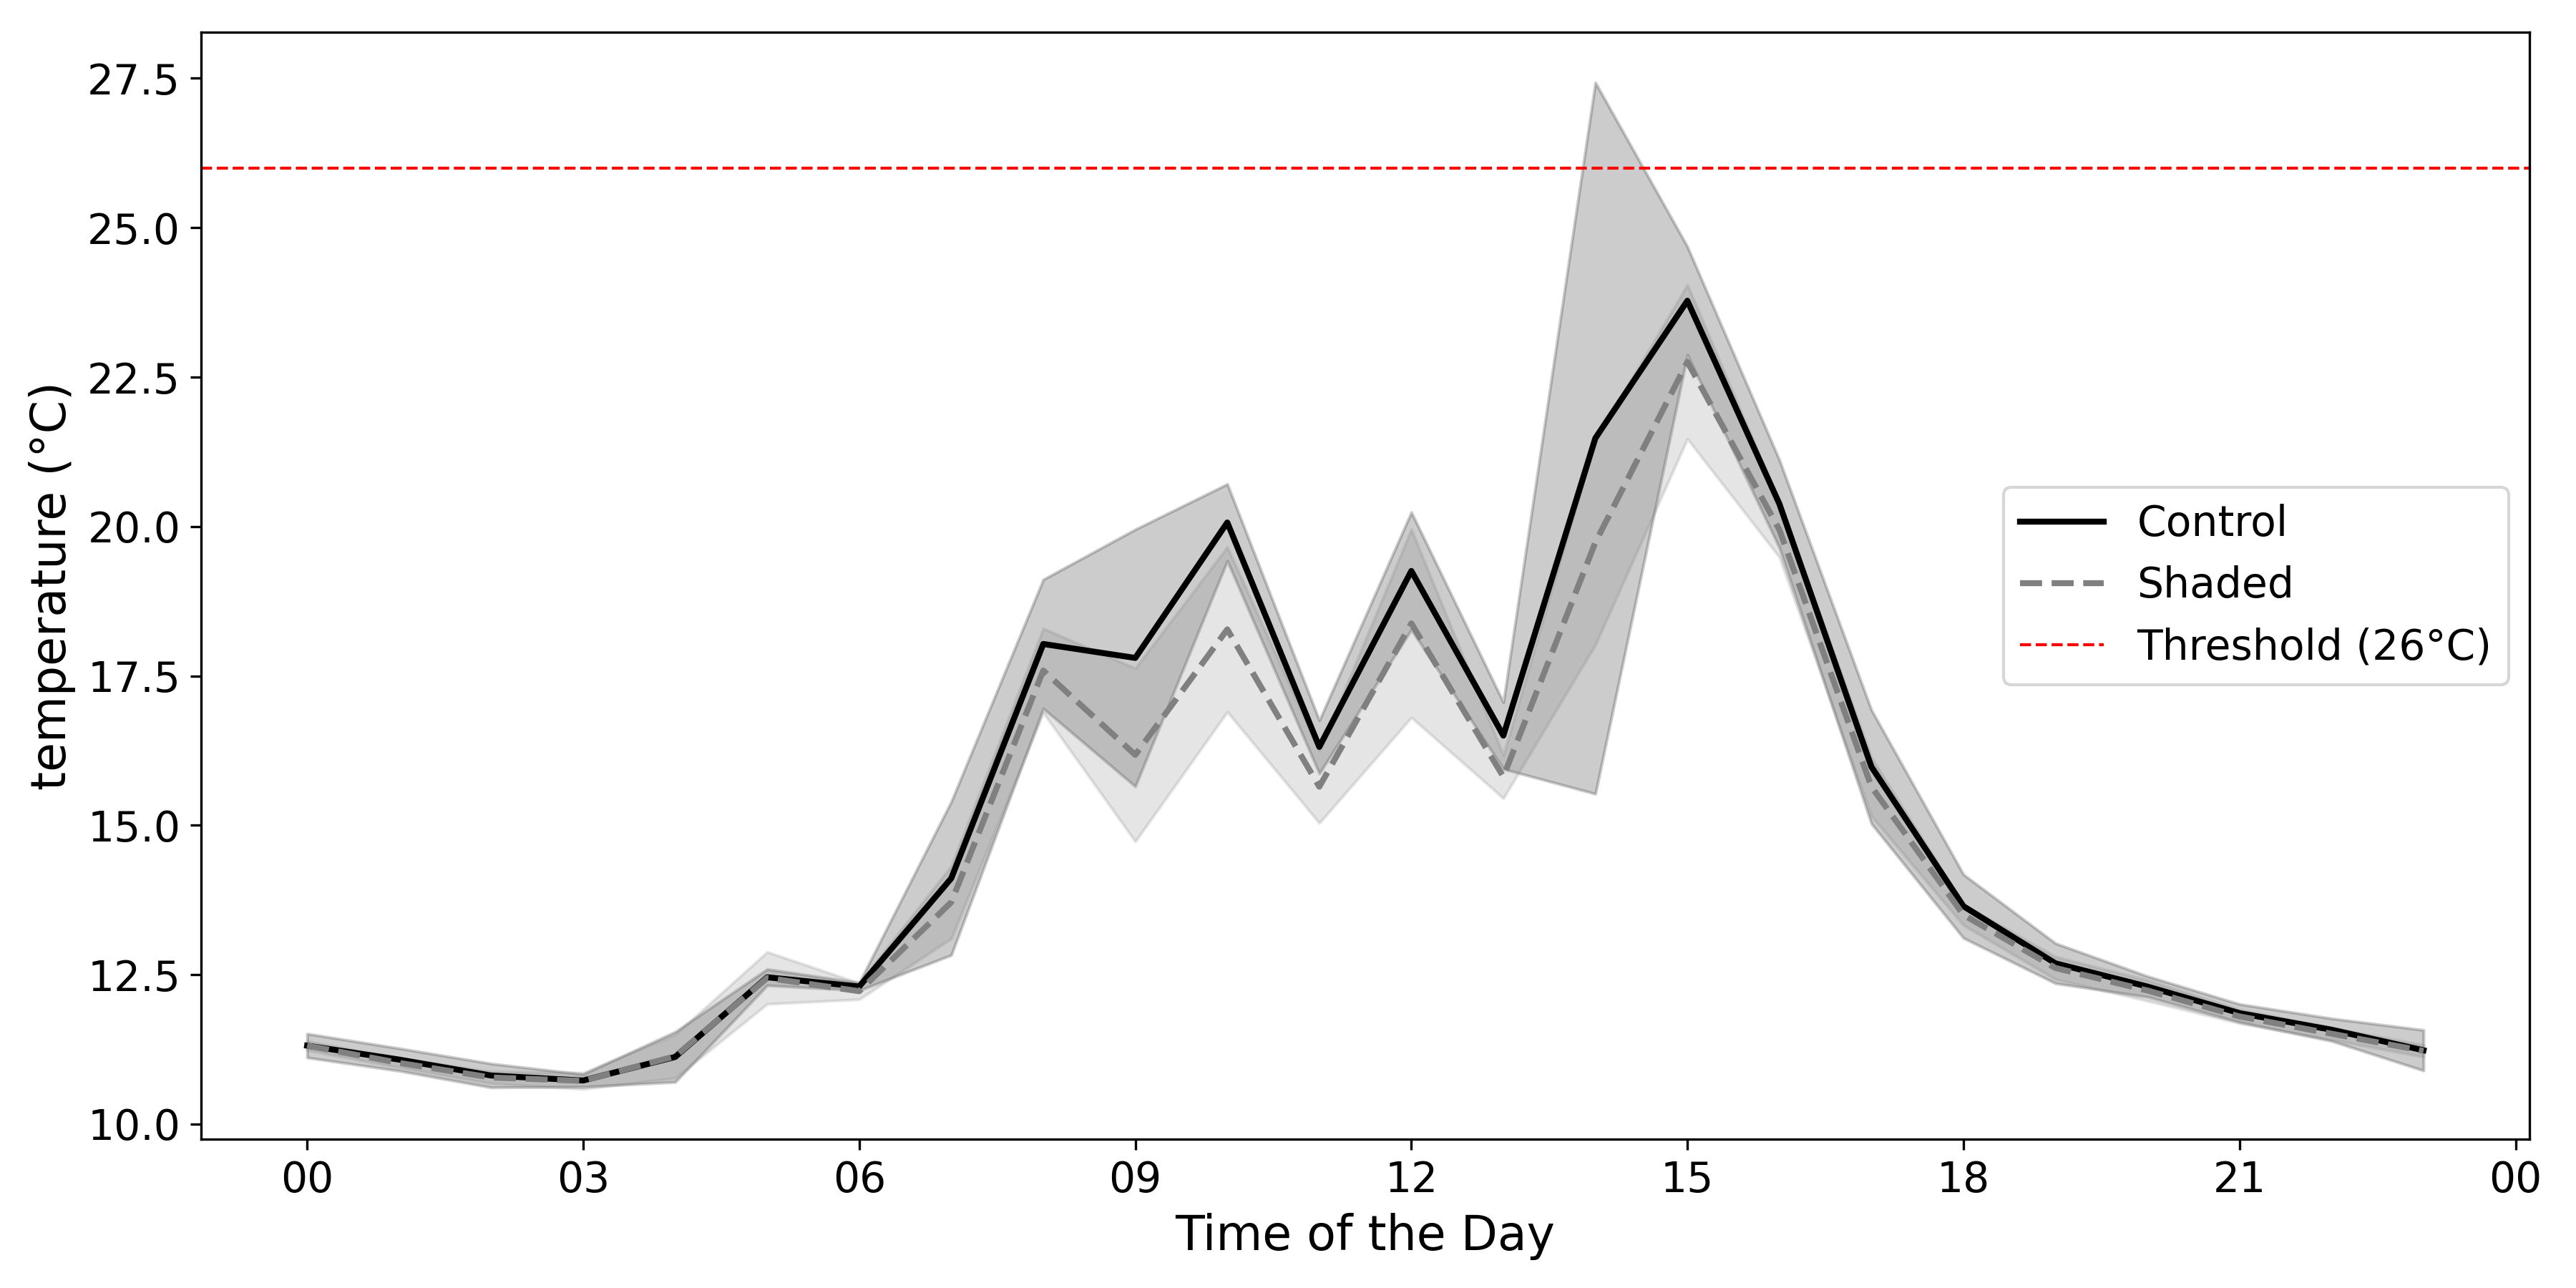 27.5
25.0
22.5
20.0
17.5
15.0
12.5
10.0
temperature (°C)
Control
Shaded
Threshold (26°C)
00 03 06 09 12 15 18 21 00
Time of the Day